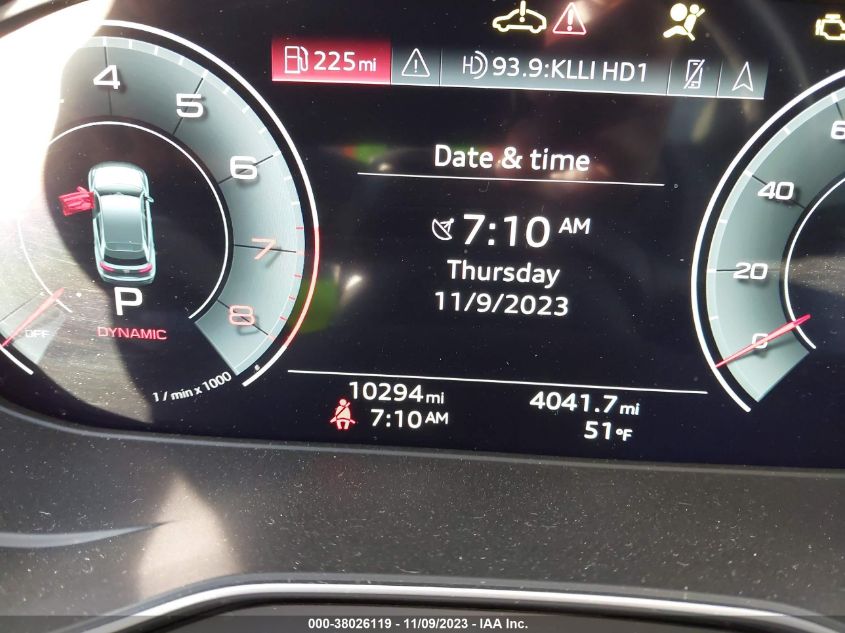 225 mi
93.9:KLLI HD1
4
5
6
7
8
OFF
P
DYNAMIC
1 / min x 1000
Date & time
7:10 AM
Thursday
11/9/2023
10294 mi
7:10 AM
4041.7 mi
51°F
40
20
0
000-38026119 - 11/09/2023 - IAA Inc.